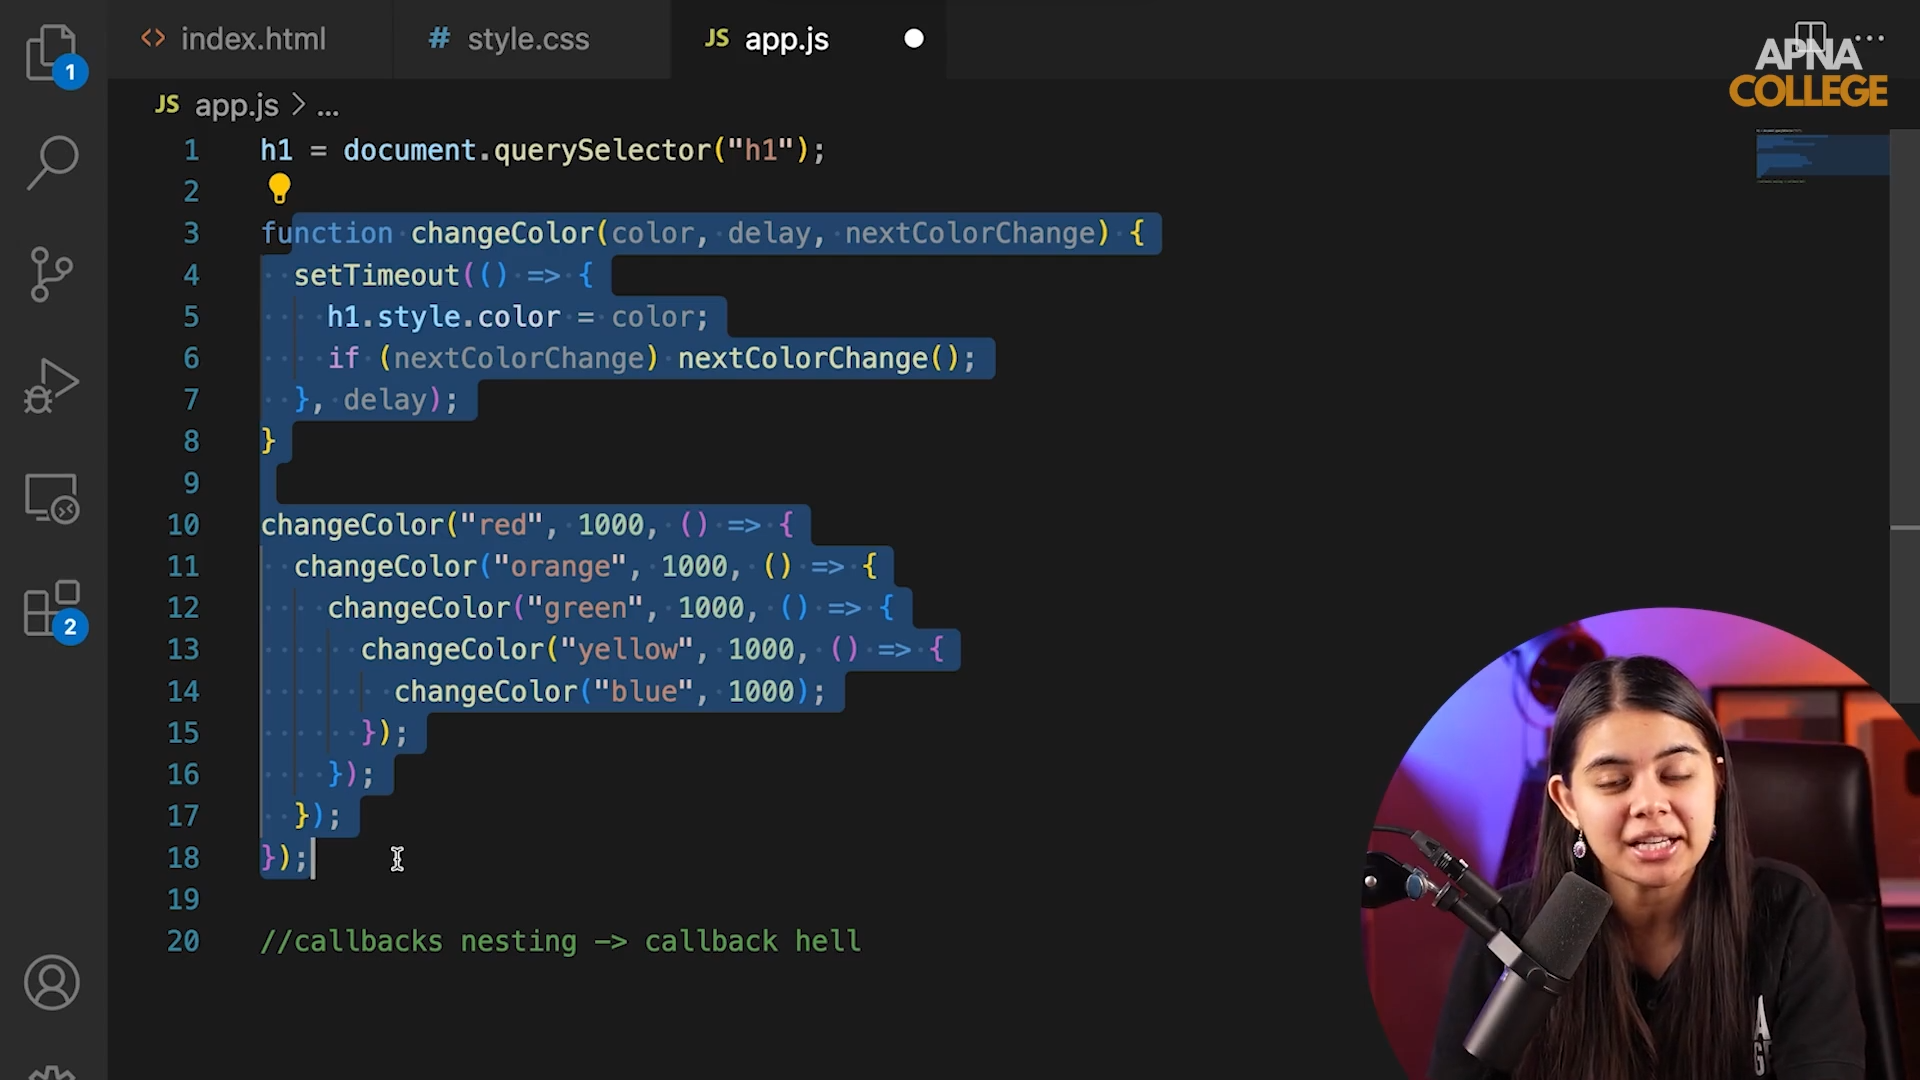 index.html
style.css
JS app.js
APNA
COLLEGE
1
JS app.js > ...
1 h1 = document.querySelector("h1");
2
3 function changeColor(color, delay, nextColorChange) {
4 setTimeout(() => {
5 h1.style.color = color;
6 if (nextColorChange) nextColorChange();
7 }, delay);
8 }
9
10 changeColor("red", 1000, () => {
11 changeColor("orange", 1000, () => {
12 changeColor("green", 1000, () => {
13 changeColor("yellow", 1000, () => {
14 changeColor("blue", 1000);
15 });
16 });
17 });
18 });
19
20 //callbacks nesting -> callback hell
2